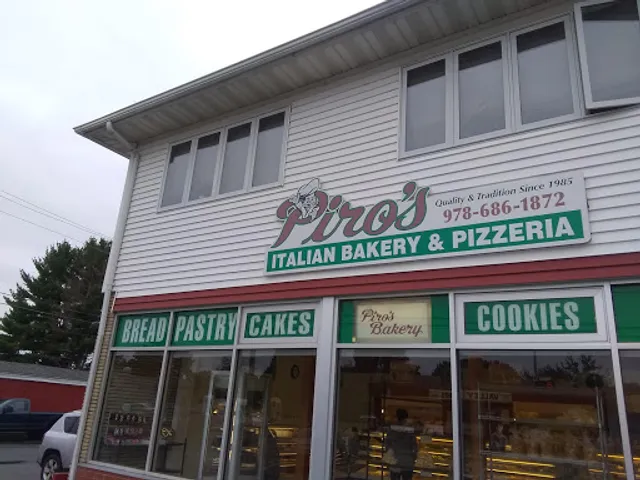 Piro's
Quality & Tradition Since 1985
978-686-1872
ITALIAN BAKERY & PIZZERIA
BREAD
PASTRY
CAKES
Piro's
Bakery
COOKIES